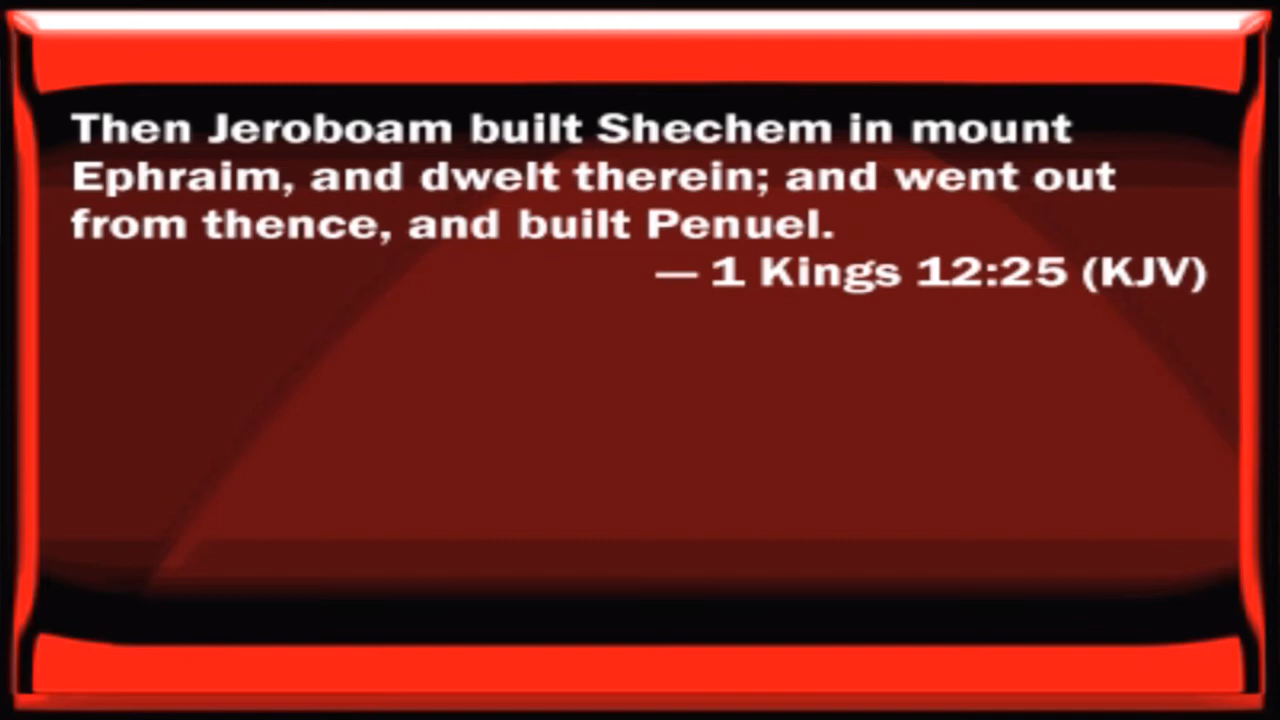 Then Jeroboam built Shechem in mount
Ephraim, and dwelt therein; and went out
from thence, and built Penuel.
— 1 Kings 12:25 (KJV)